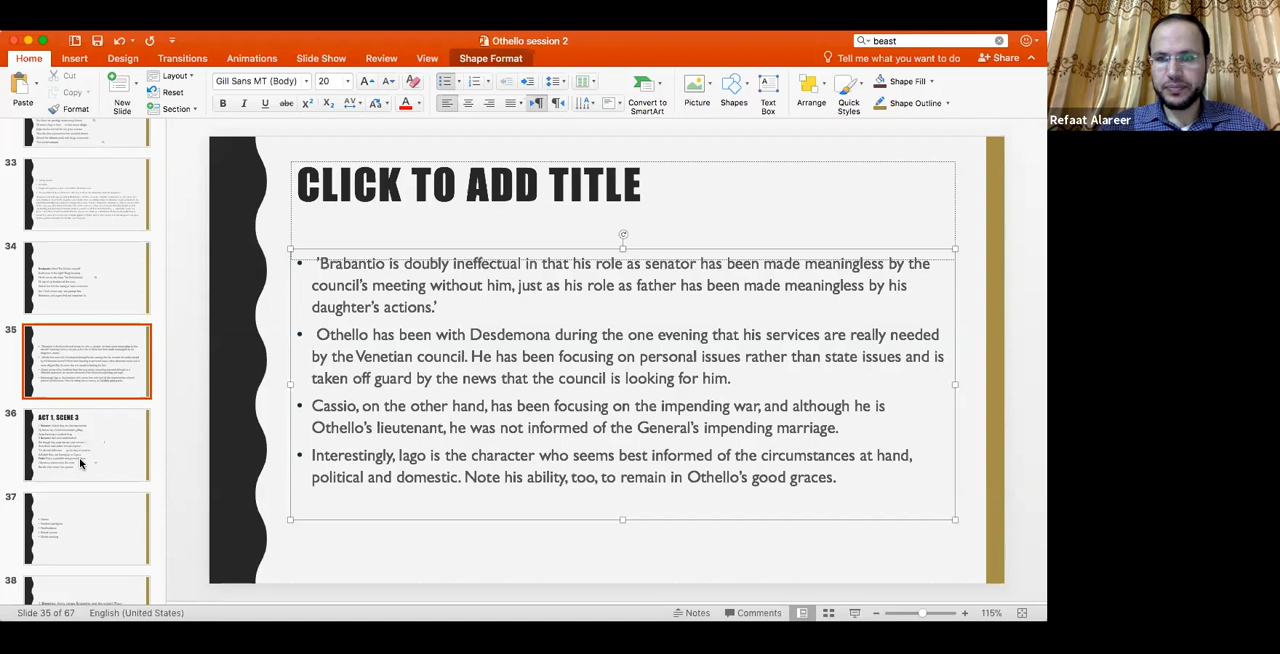 Othello session 2
beast
Home Insert Design Transitions Animations Slide Show Review View Shape Format
Tell me what you want to do
Share
Paste
Cut
Copy
Format
New Slide
Layout
Reset
Section
Gill Sans MT (Body) 20
Convert to SmartArt
Picture
Shapes
Text Box
Arrange
Quick Styles
Shape Fill
Shape Outline
Refaat Alareer
33
34
35
36
ACT 1, SCENE 3
37
38
CLICK TO ADD TITLE
• 'Brabantio is doubly ineffectual in that his role as senator has been made meaningless by the
council's meeting without him, just as his role as father has been made meaningless by his
daughter's actions.'
• Othello has been with Desdemona during the one evening that his services are really needed
by the Venetian council. He has been focusing on personal issues rather than state issues and is
taken off guard by the news that the council is looking for him.
• Cassio, on the other hand, has been focusing on the impending war, and although he is
Othello's lieutenant, he was not informed of the General's impending marriage.
• Interestingly, Iago is the character who seems best informed of the circumstances at hand,
political and domestic. Note his ability, too, to remain in Othello's good graces.
Slide 35 of 67 English (United States)
Notes Comments 115%